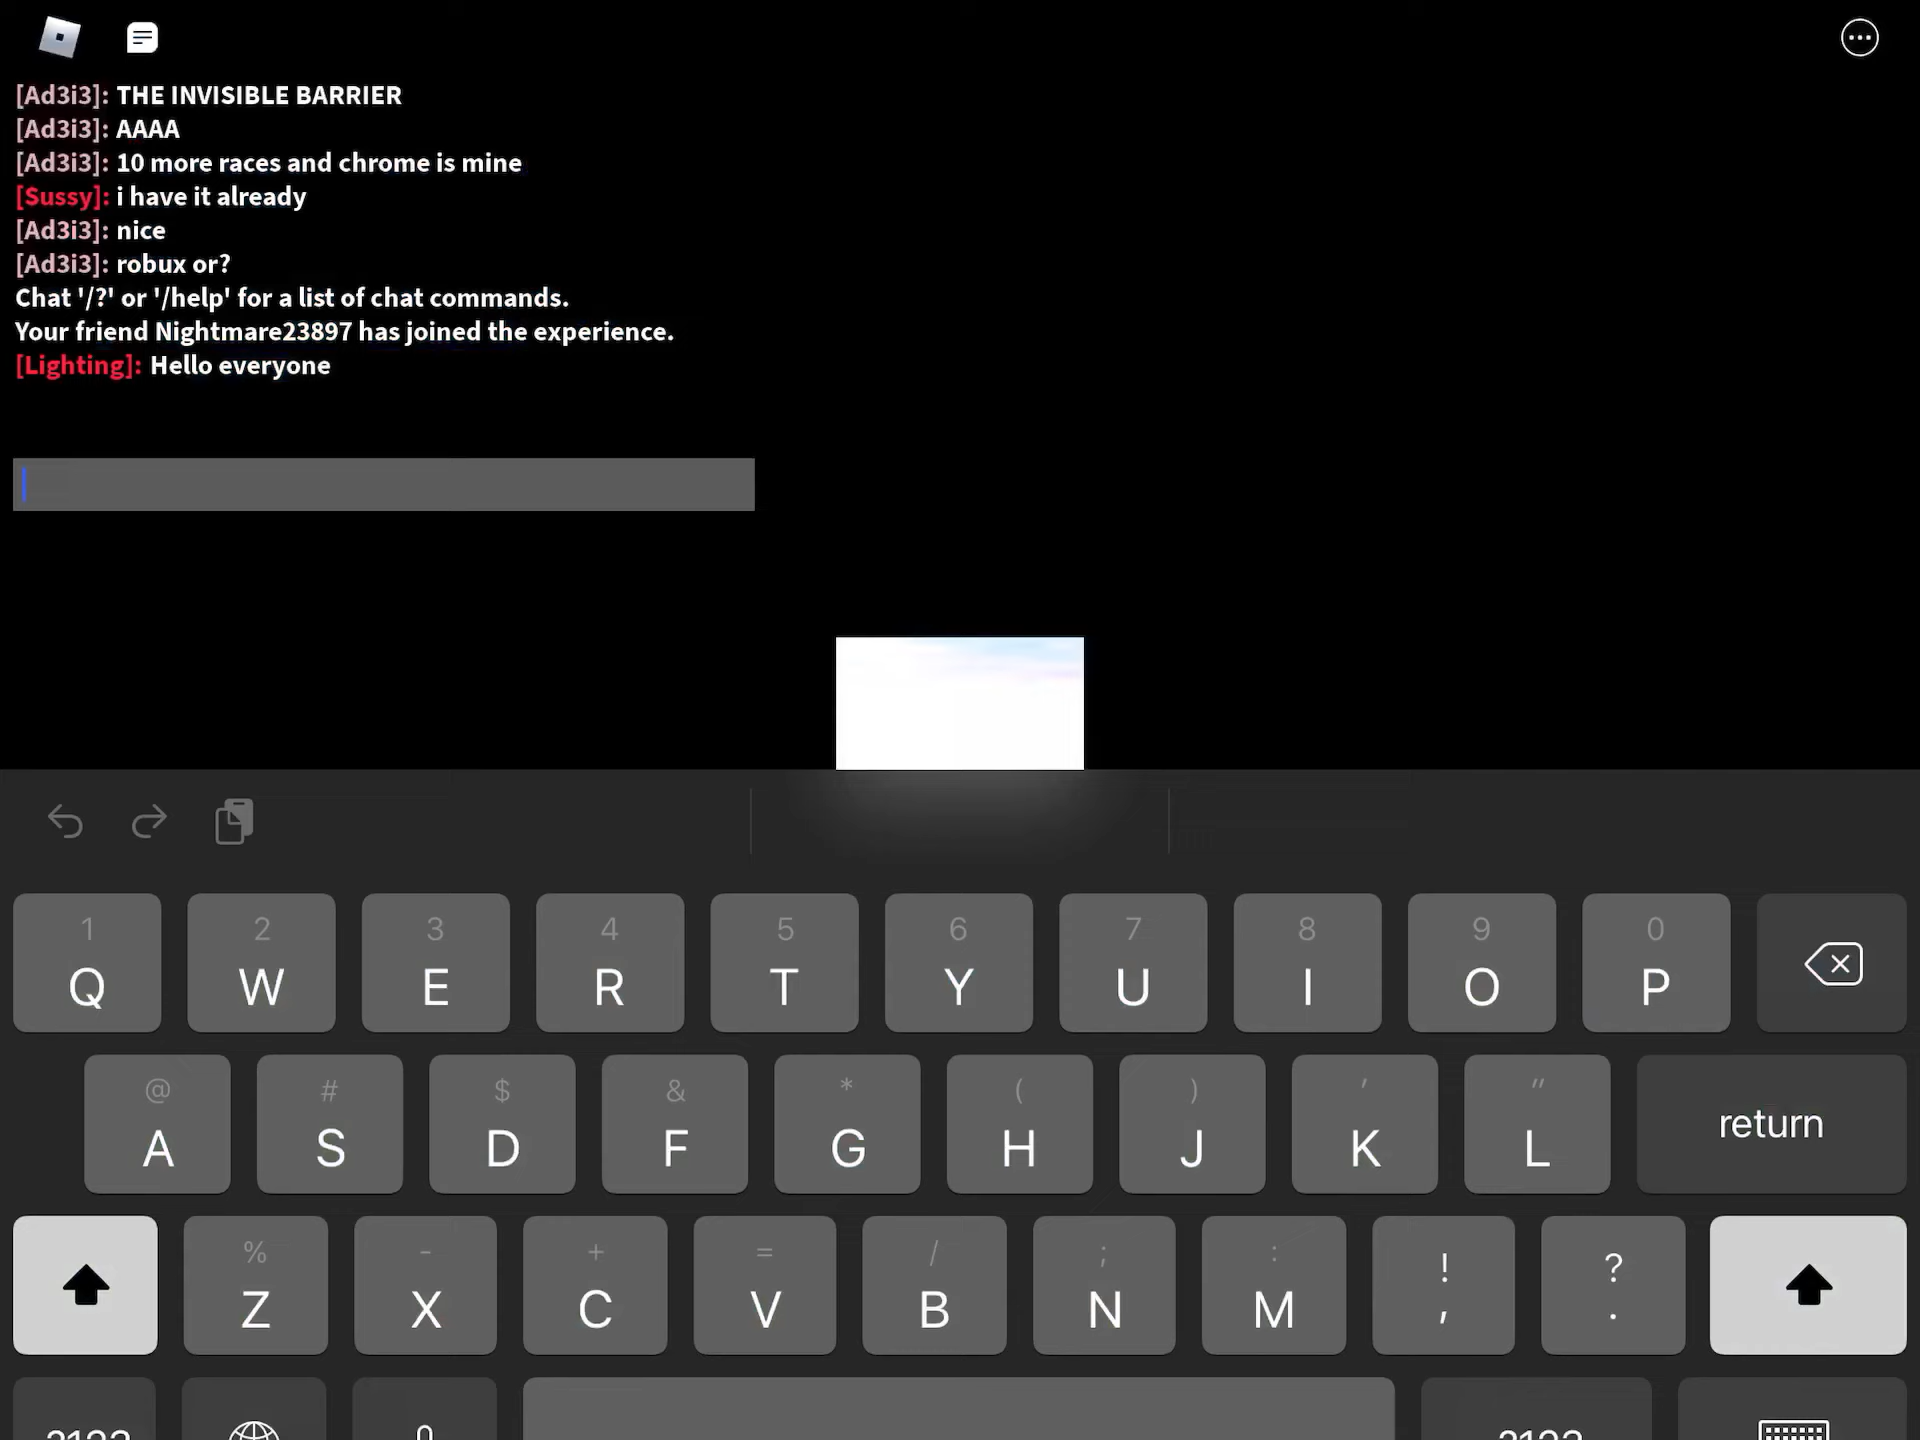 [Ad3i3]: THE INVISIBLE BARRIER
[Ad3i3]: AAAA
[Ad3i3]: 10 more races and chrome is mine
[$ussy]: i have it already
[Ad3i3]: nice
[Ad3i3]: robux or?
Chat '/?' or '/help' for a list of chat commands.
Your friend Nightmare23897 has joined the experience.
[Lighting]: Hello everyone
1 2 3 4 5 6 7 8 9 0
Q W E R T Y U I O P
@ # $ & * ( ) ' "
A S D F G H J K L return
% - + = / ; : ! ?
Z X C V B N M , .